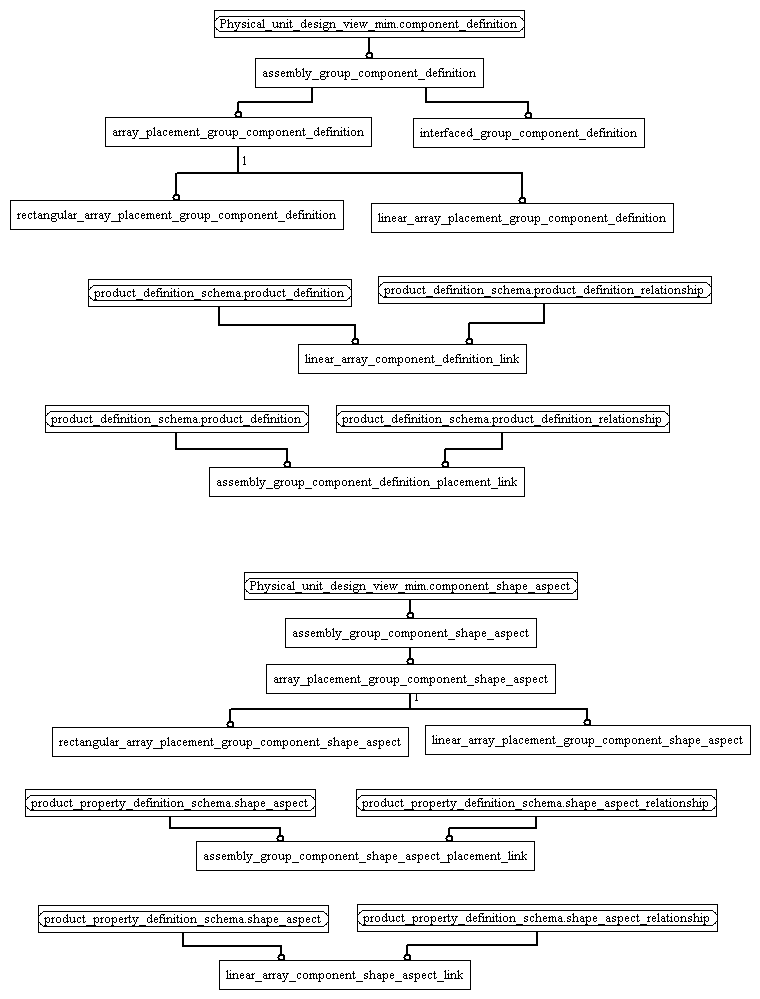 Physical_unit_design_view_mim.component_definition
assembly_group_component_definition
array_placement_group_component_definition
interfaced_group_component_definition
1
rectangular_array_placement_group_component_definition
linear_array_placement_group_component_definition
product_definition_schema.product_definition
product_definition_schema.product_definition_relationship
linear_array_component_definition_link
product_definition_schema.product_definition
product_definition_schema.product_definition_relationship
assembly_group_component_definition_placement_link
Physical_unit_design_view_mim.component_shape_aspect
assembly_group_component_shape_aspect
array_placement_group_component_shape_aspect
1
rectangular_array_placement_group_component_shape_aspect
linear_array_placement_group_component_shape_aspect
product_property_definition_schema.shape_aspect
product_property_definition_schema.shape_aspect_relationship
assembly_group_component_shape_aspect_placement_link
product_property_definition_schema.shape_aspect
product_property_definition_schema.shape_aspect_relationship
linear_array_component_shape_aspect_link